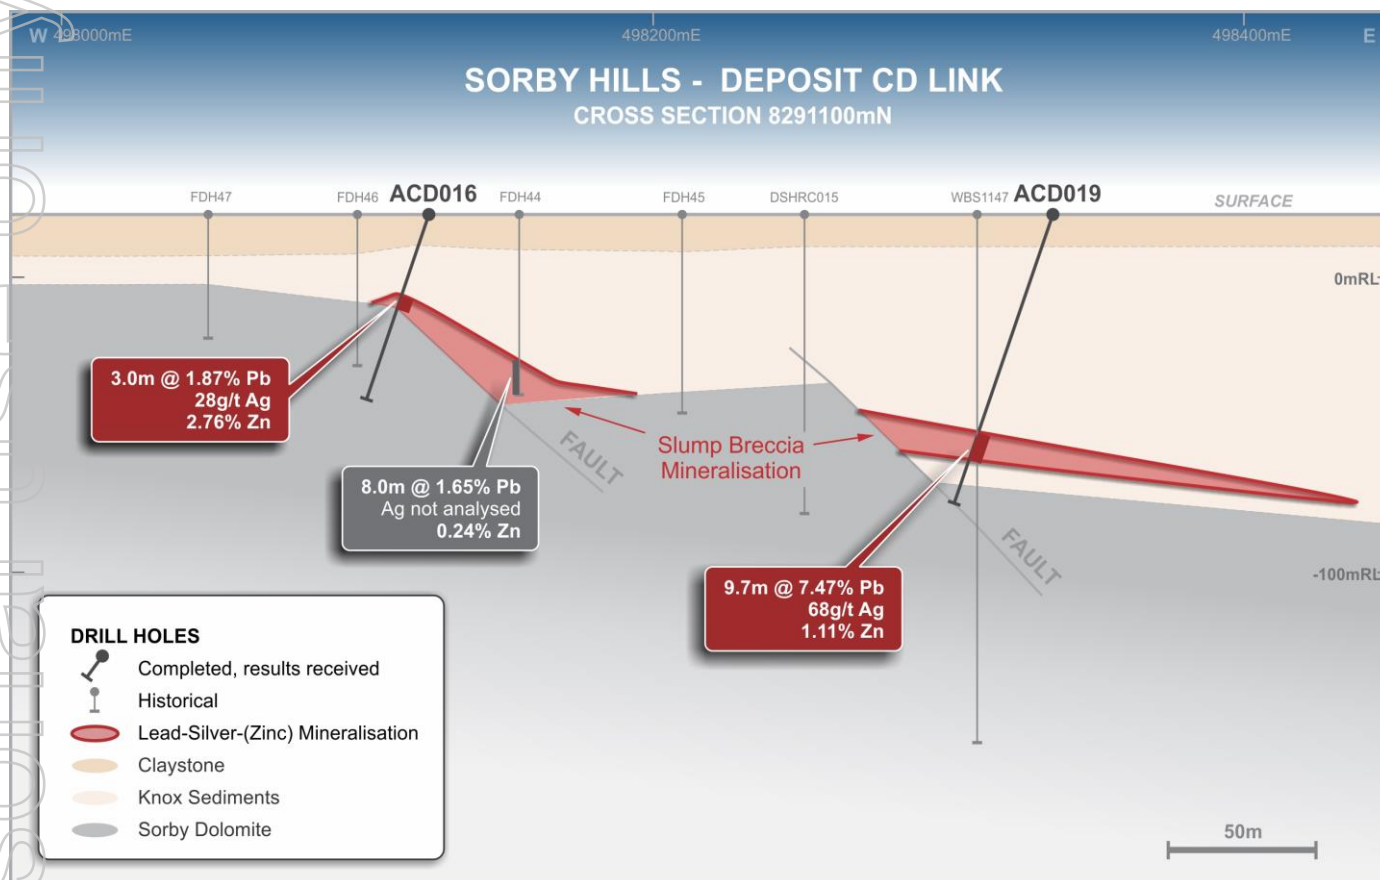 W 498000mE 498200mE 498400mE E
SORBY HILLS - DEPOSIT CD LINK
CROSS SECTION 8291100mN
FDH47 FDH46 ACD016 FDH44 FDH45 DSHRC015 WBS1147 ACD019 SURFACE
0mRL
3.0m @ 1.87% Pb
28g/t Ag
2.76% Zn
FAULT
Slump Breccia
Mineralisation
8.0m @ 1.65% Pb
Ag not analysed
0.24% Zn
FAULT
-100mRL
9.7m @ 7.47% Pb
68g/t Ag
1.11% Zn
DRILL HOLES
Completed, results received
Historical
Lead-Silver-(Zinc) Mineralisation
Claystone
Knox Sediments
Sorby Dolomite
50m